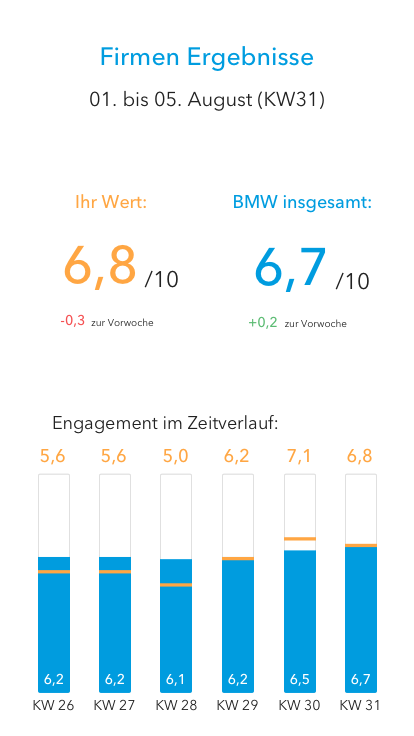 Firmen Ergebnisse
01. bis 05. August (KW31)
Ihr Wert: BMW insgesamt:
6,8 /10 6,7 /10
-0,3 zur Vorwoche +0,2 zur Vorwoche
Engagement im Zeitverlauf:
5,6 5,6 5,0 6,2 7,1 6,8
6,2 6,2 6,1 6,2 6,5 6,7
KW 26 KW 27 KW 28 KW 29 KW 30 KW 31